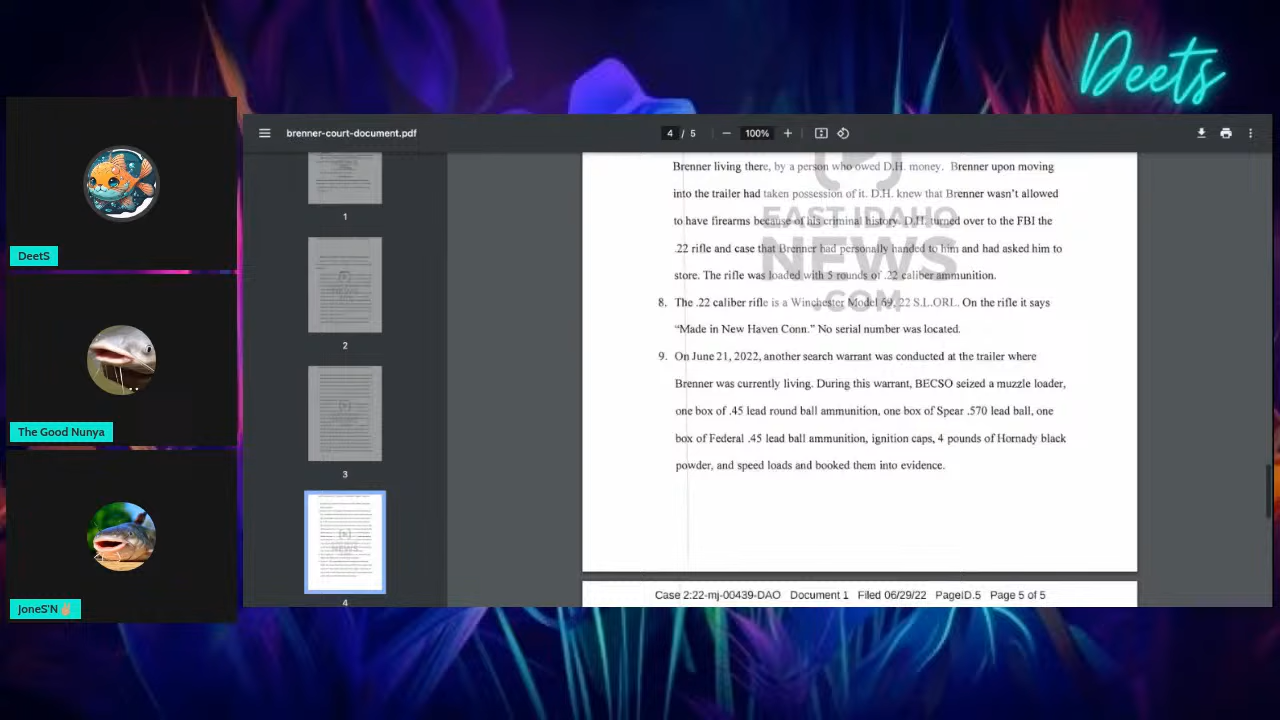 Deets
brenner-court-document.pdf
4 / 5
100%
DeetS
The Good Nunya
JoneS'N✌🏼
1
2
3
4
Brenner living there, by a person who owed D.H. money. Brenner upon moving
into the trailer had taken possession of it. D.H. knew that Brenner wasn't allowed
to have firearms because of his criminal history. D.H. turned over to the FBI the
.22 rifle and case that Brenner had personally handed to him and had asked him to
store. The rifle was loaded with 5 rounds of .22 caliber ammunition.
8. The .22 caliber rifle is a Winchester Model 69, 22 S.L.ORL. On the rifle it says
“Made in New Haven Conn.” No serial number was located.
9. On June 21, 2022, another search warrant was conducted at the trailer where
Brenner was currently living. During this warrant, BECSO seized a muzzle loader,
one box of .45 lead round ball ammunition, one box of Spear .570 lead ball, one
box of Federal .45 lead ball ammunition, ignition caps, 4 pounds of Hornady black
powder, and speed loads and booked them into evidence.
EAST IDAHO
NEWS
.COM
Case 2:22-mj-00439-DAO Document 1 Filed 06/29/22 PageID.5 Page 5 of 5